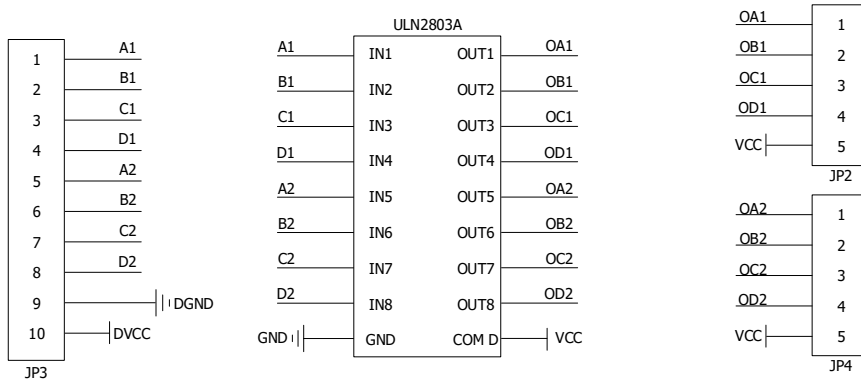 ULN2803A
1 A1
2 B1
3 C1
4 D1
5 A2
6 B2
7 C2
8 D2
9 DGND
10 DVCC
JP3
A1 IN1 OUT1 OA1
B1 IN2 OUT2 OB1
C1 IN3 OUT3 OC1
D1 IN4 OUT4 OD1
A2 IN5 OUT5 OA2
B2 IN6 OUT6 OB2
C2 IN7 OUT7 OC2
D2 IN8 OUT8 OD2
GND GND COM D VCC
OA1 1
OB1 2
OC1 3
OD1 4
VCC 5
JP2
OA2 1
OB2 2
OC2 3
OD2 4
VCC 5
JP4